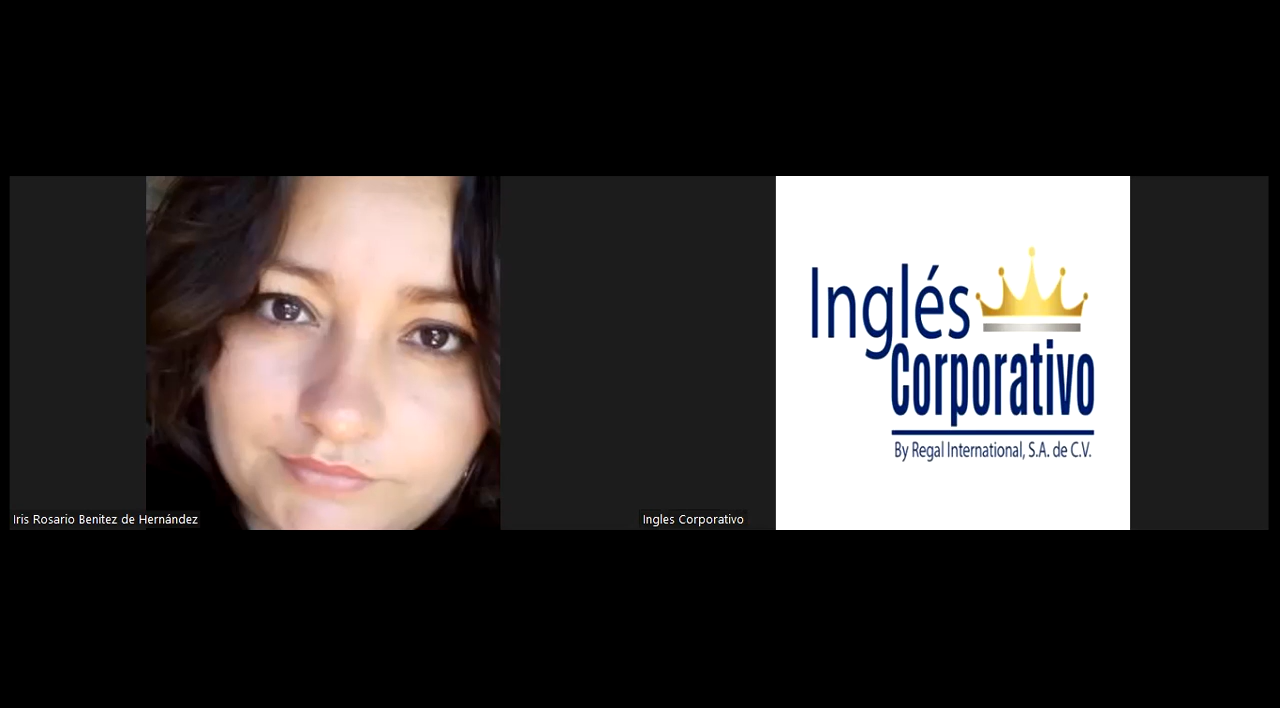 Inglés
Corporativo
By Regal International, S.A. de C.V.
Iris Rosario Benitez de Hernández
Ingles Corporativo